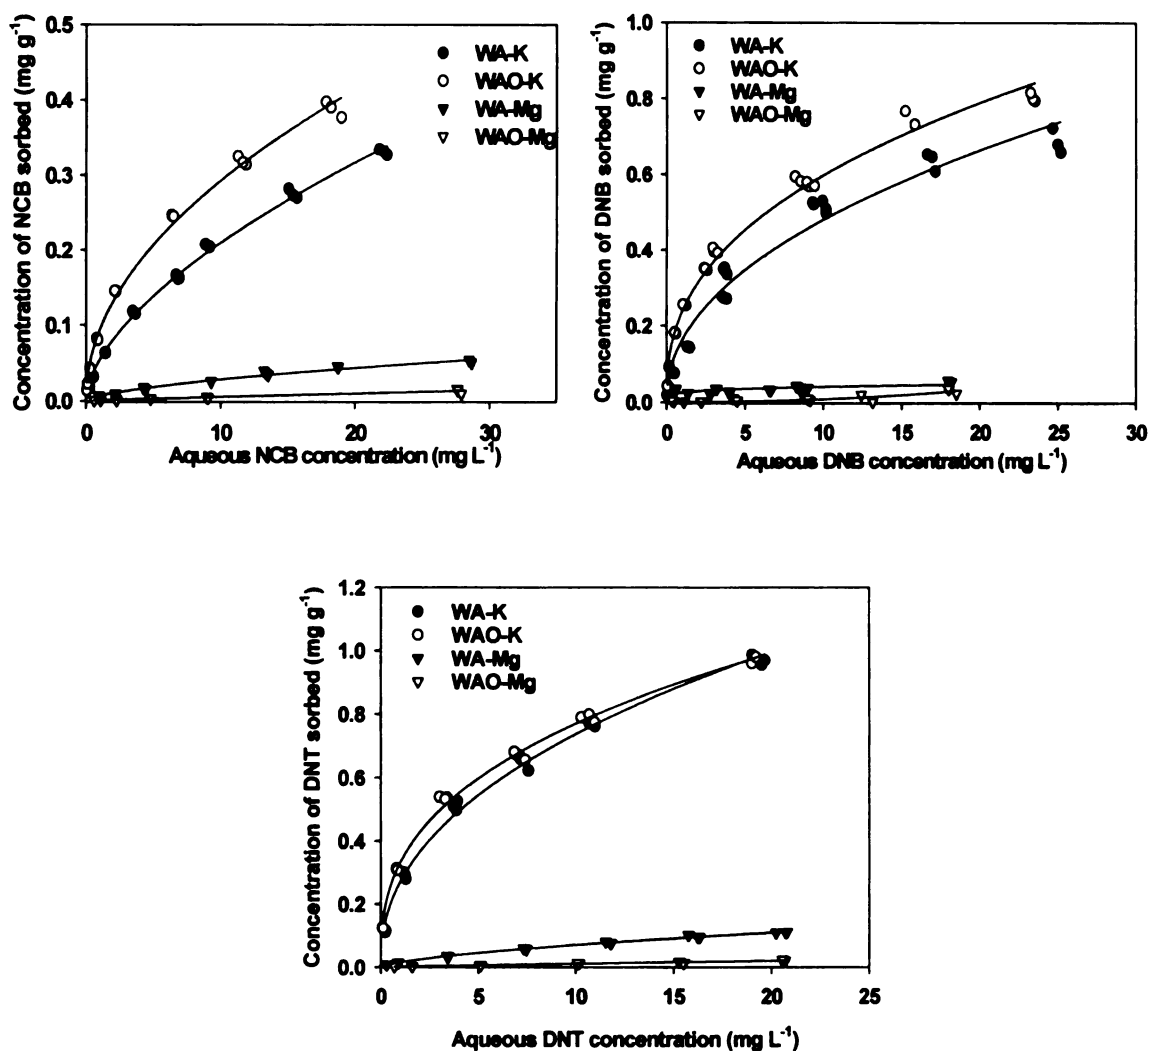 Concentration of NCB sorbed (mg g-1)
0.5
0.4
0.3
0.2
0.1
0.0
WA-K
WAO-K
WA-Mg
WAO-Mg
0 10 20 30
Aqueous NCB concentration (mg L-1)
Concentration of DNB sorbed (mg g-1)
1.0
0.8
0.6
0.4
0.2
0.0
WA-K
WAO-K
WA-Mg
WAO-Mg
0 5 10 15 20 25 30
Aqueous DNB concentration (mg L-1)
Concentration of DNT sorbed (mg g-1)
1.2
1.0
0.8
0.6
0.4
0.2
0.0
WA-K
WAO-K
WA-Mg
WAO-Mg
0 5 10 15 20 25
Aqueous DNT concentration (mg L-1)